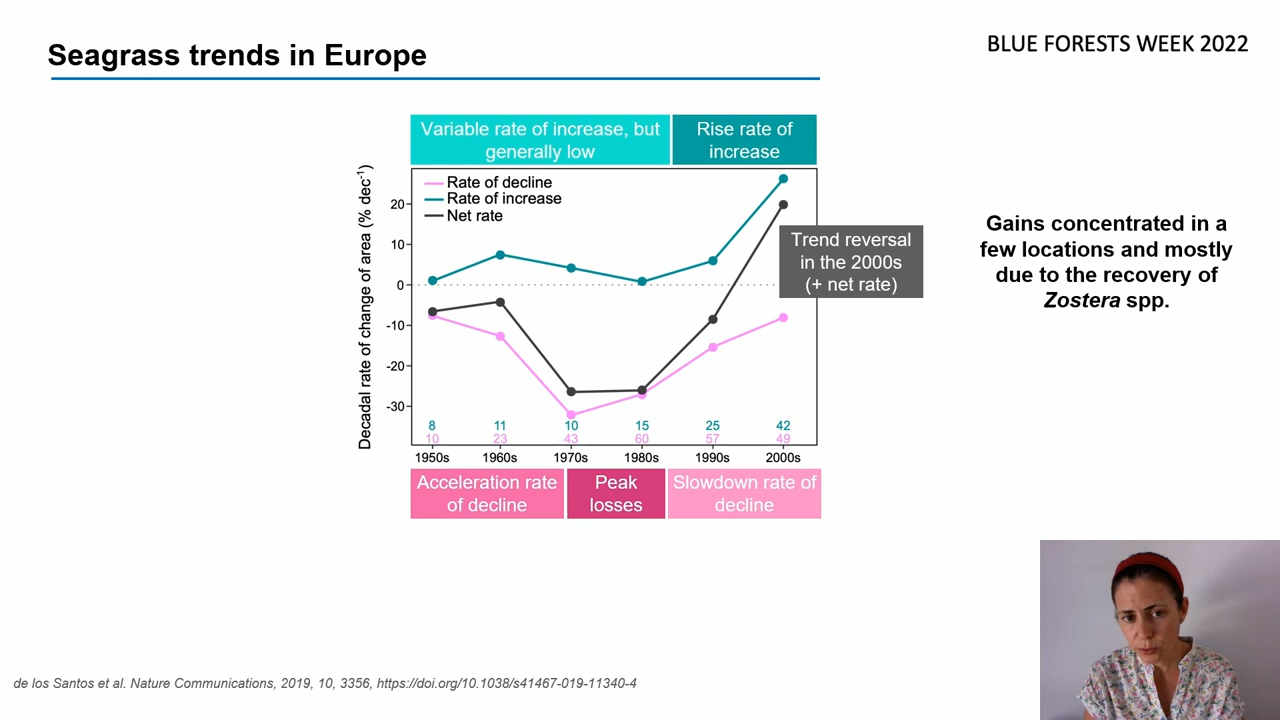 Seagrass trends in Europe
BLUE FORESTS WEEK 2022
Variable rate of increase, but
generally low
Rise rate of
increase
Decadal rate of change of area (% dec⁻¹)
Rate of decline
Rate of increase
Net rate
20
10
0
-10
-20
-30
Trend reversal
in the 2000s
(+ net rate)
8 11 10 15 25 42
10 23 43 60 57 49
1950s 1960s 1970s 1980s 1990s 2000s
Acceleration rate
of decline
Peak
losses
Slowdown rate of
decline
Gains concentrated in a
few locations and mostly
due to the recovery of
Zostera spp.
de los Santos et al. Nature Communications, 2019, 10, 3356, https://doi.org/10.1038/s41467-019-11340-4